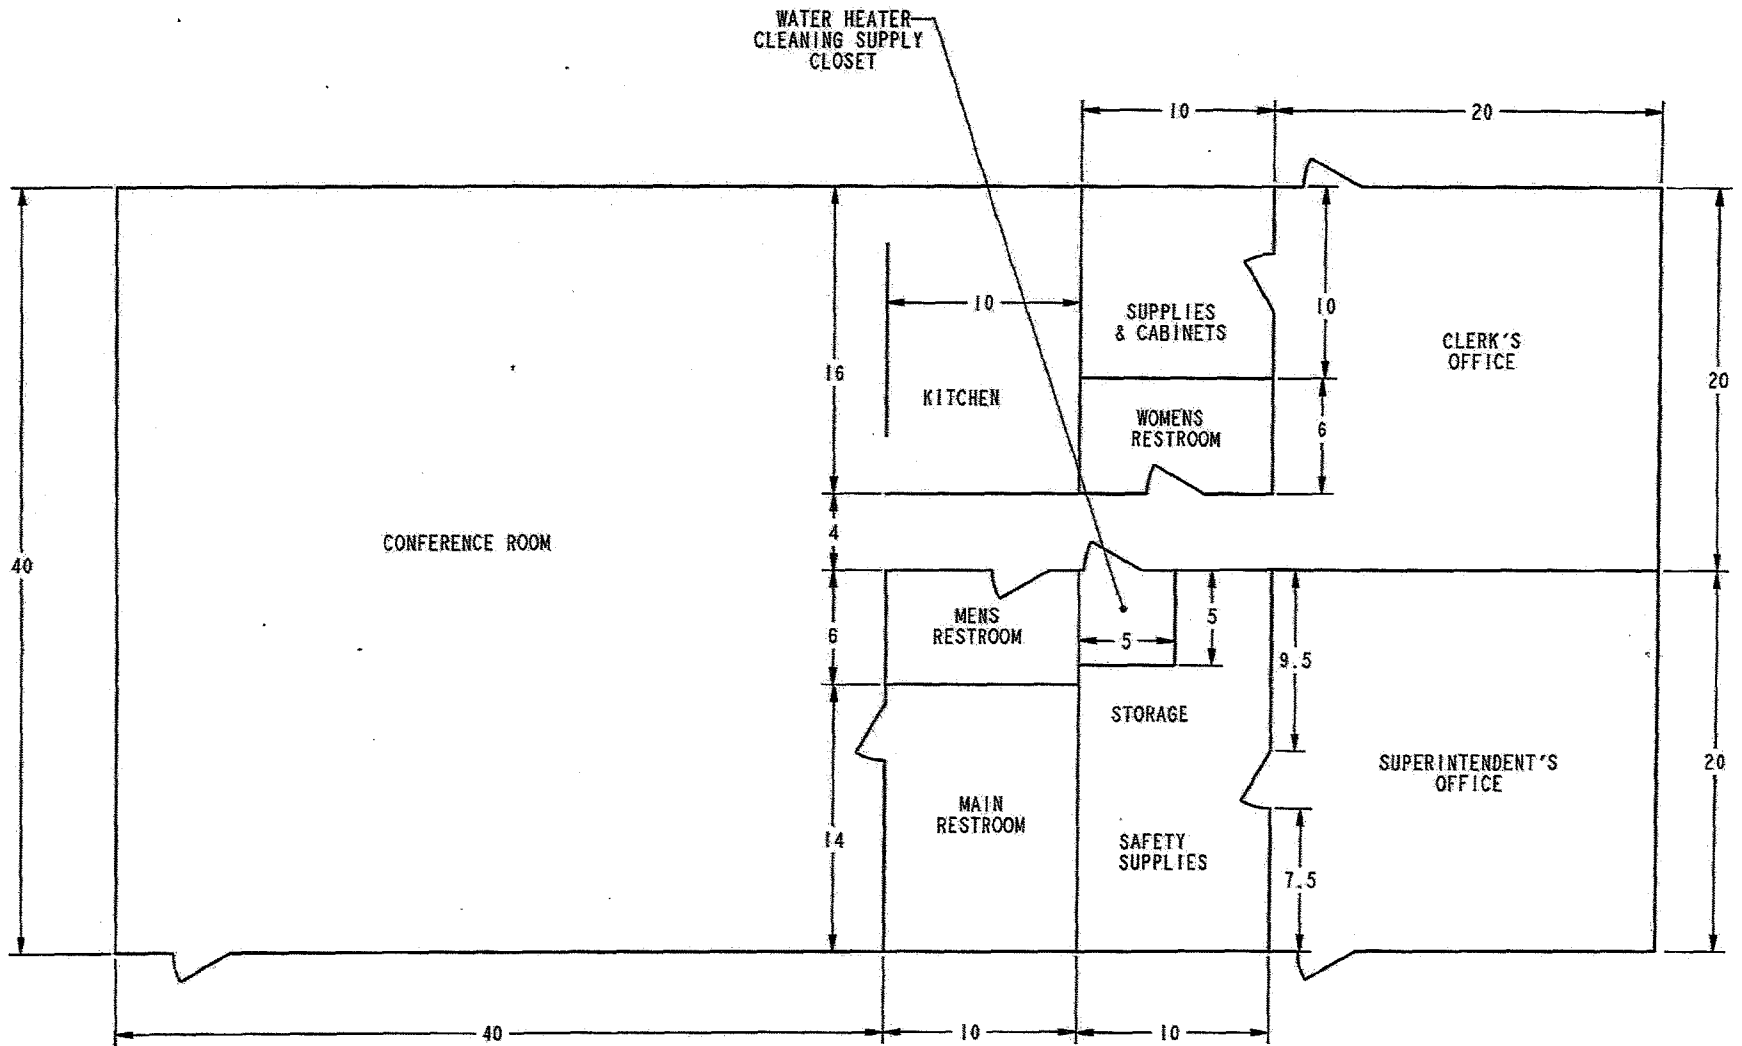 WATER HEATER
CLEANING SUPPLY
CLOSET
10
20
10
10
16
SUPPLIES
& CABINETS
CLERK'S
OFFICE
20
KITCHEN
WOMENS
RESTROOM
6
4
CONFERENCE ROOM
40
MENS
RESTROOM
6
5
5
9.5
STORAGE
SUPERINTENDENT'S
OFFICE
20
MAIN
RESTROOM
14
SAFETY
SUPPLIES
7.5
40
10
10